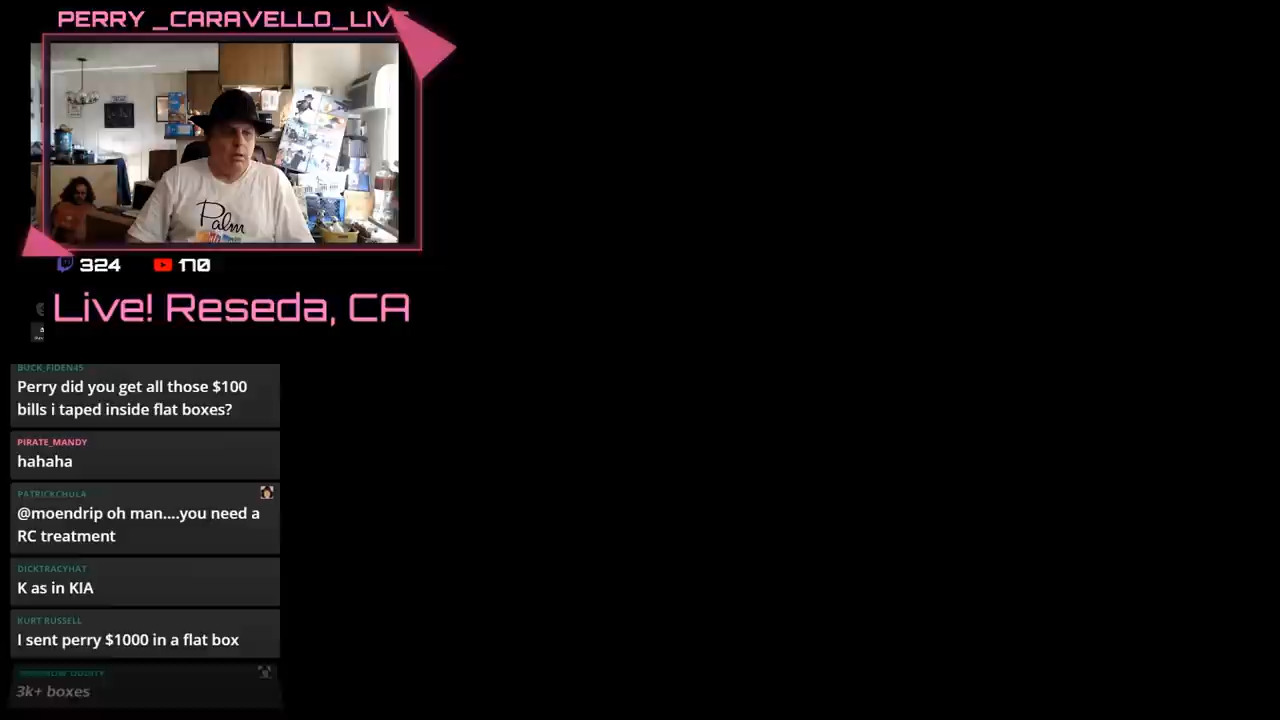 PERRY _CARAVELLO_LIVE
Palm
324
170
Live! Reseda, CA
BUCK_FIDEN45
Perry did you get all those $100
bills i taped inside flat boxes?
PIRATE_MANDY
hahaha
PATRICKCHULA
@moendrip oh man....you need a
RC treatment
DICKTRACYHAT
K as in KIA
KURT RUSSELL
I sent perry $1000 in a flat box
ODDITY
3k+ boxes